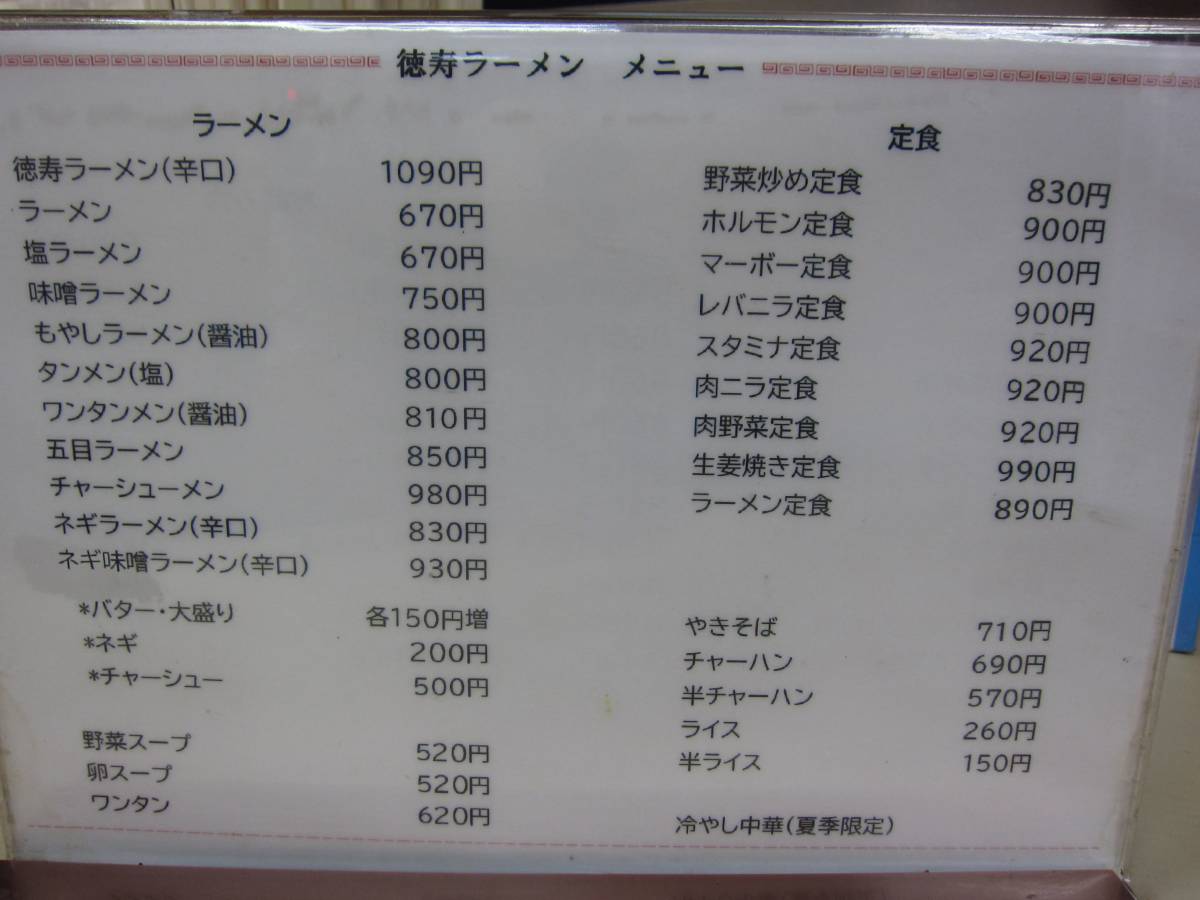 徳寿ラーメン メニュー
ラーメン
徳寿ラーメン(辛口) 1090円
ラーメン 670円
塩ラーメン 670円
味噌ラーメン 750円
もやしラーメン(醤油) 800円
タンメン(塩) 800円
ワンタンメン(醤油) 810円
五目ラーメン 850円
チャーシューメン 980円
ネギラーメン(辛口) 830円
ネギ味噌ラーメン(辛口) 930円
*バター・大盛り 各150円増
*ネギ 200円
*チャーシュー 500円
野菜スープ 520円
卵スープ 520円
ワンタン 620円
定食
野菜炒め定食 830円
ホルモン定食 900円
マーボー定食 900円
レバニラ定食 900円
スタミナ定食 920円
肉ニラ定食 920円
肉野菜定食 920円
生姜焼き定食 990円
ラーメン定食 890円
やきそば 710円
チャーハン 690円
半チャーハン 570円
ライス 260円
半ライス 150円
冷やし中華(夏季限定)